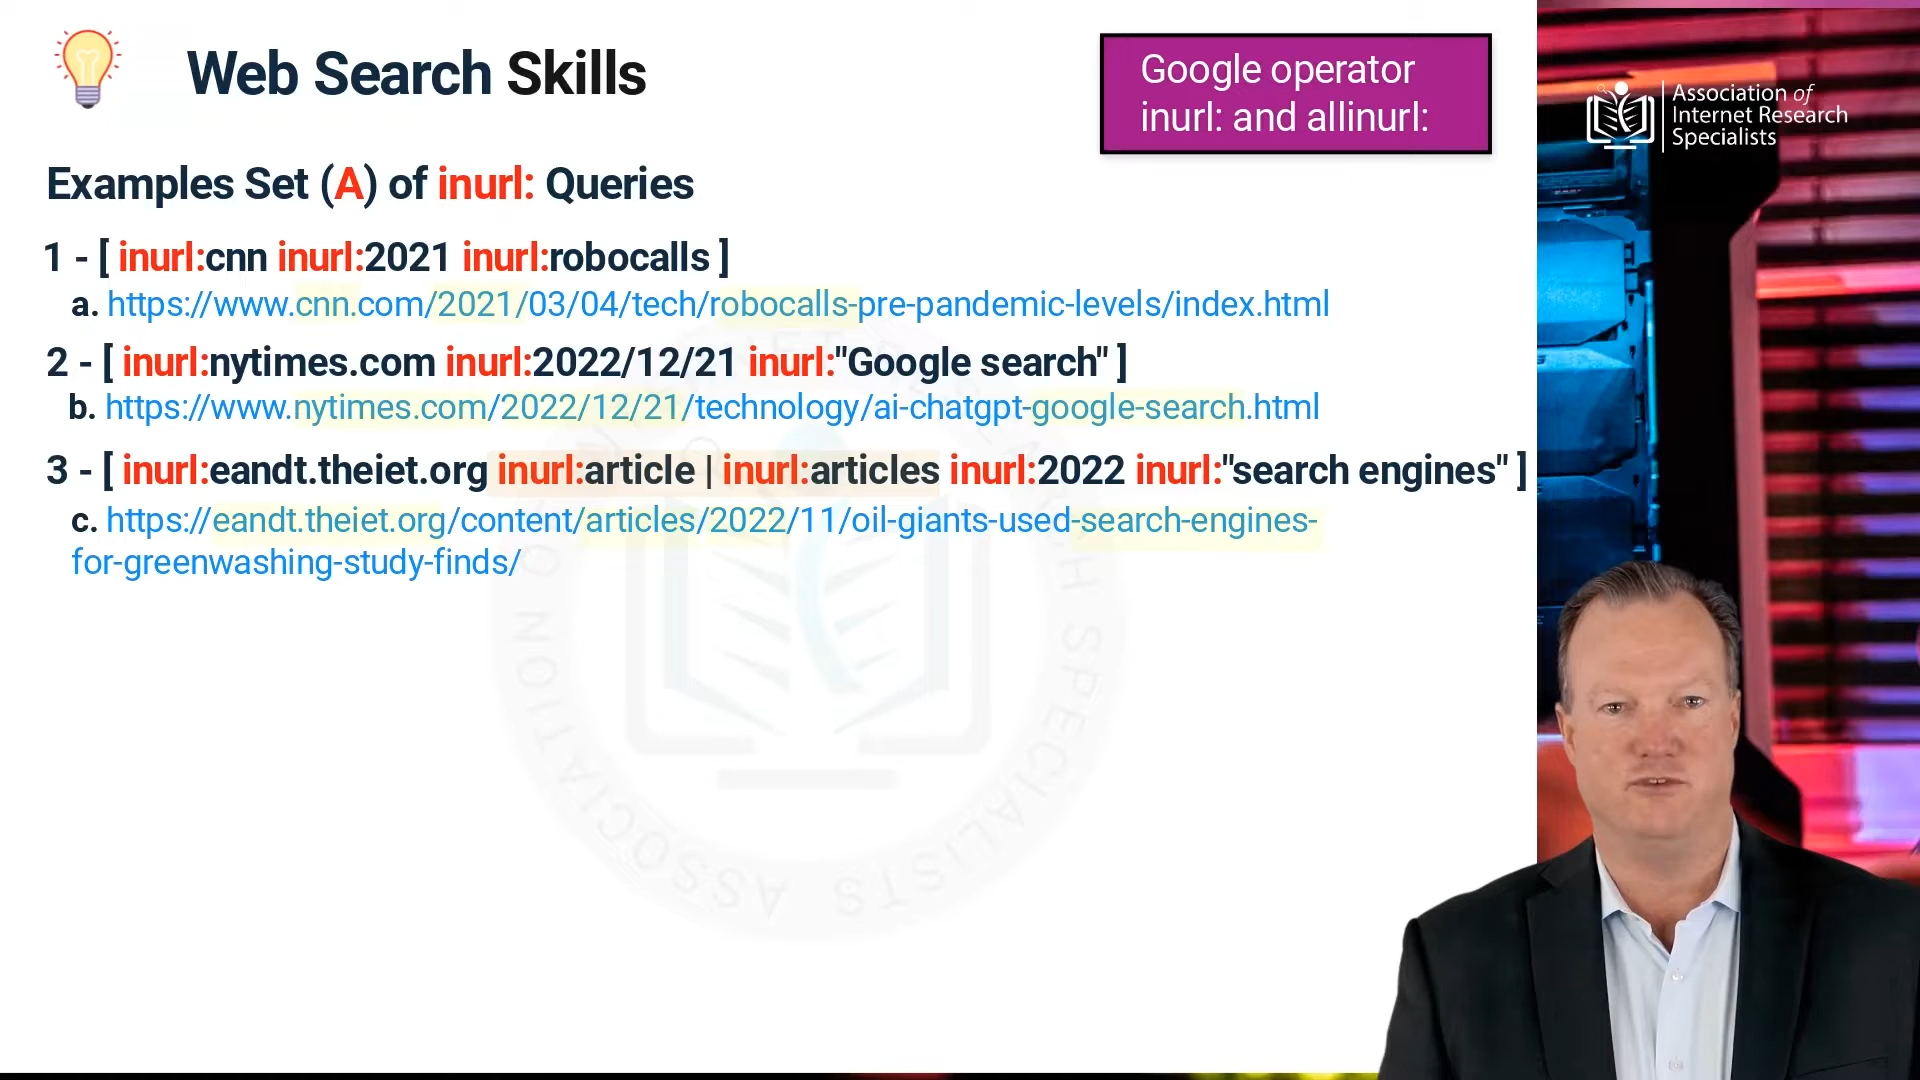 Web Search Skills
Google operator
inurl: and allinurl:
Association of
Internet Research
Specialists
Examples Set (A) of inurl: Queries
1 - [ inurl:cnn inurl:2021 inurl:robocalls ]
a. https://www.cnn.com/2021/03/04/tech/robocalls-pre-pandemic-levels/index.html
2 - [ inurl:nytimes.com inurl:2022/12/21 inurl:"Google search" ]
b. https://www.nytimes.com/2022/12/21/technology/ai-chatgpt-google-search.html
3 - [ inurl:eandt.theiet.org inurl:article | inurl:articles inurl:2022 inurl:"search engines" ]
c. https://eandt.theiet.org/content/articles/2022/11/oil-giants-used-search-engines-
for-greenwashing-study-finds/